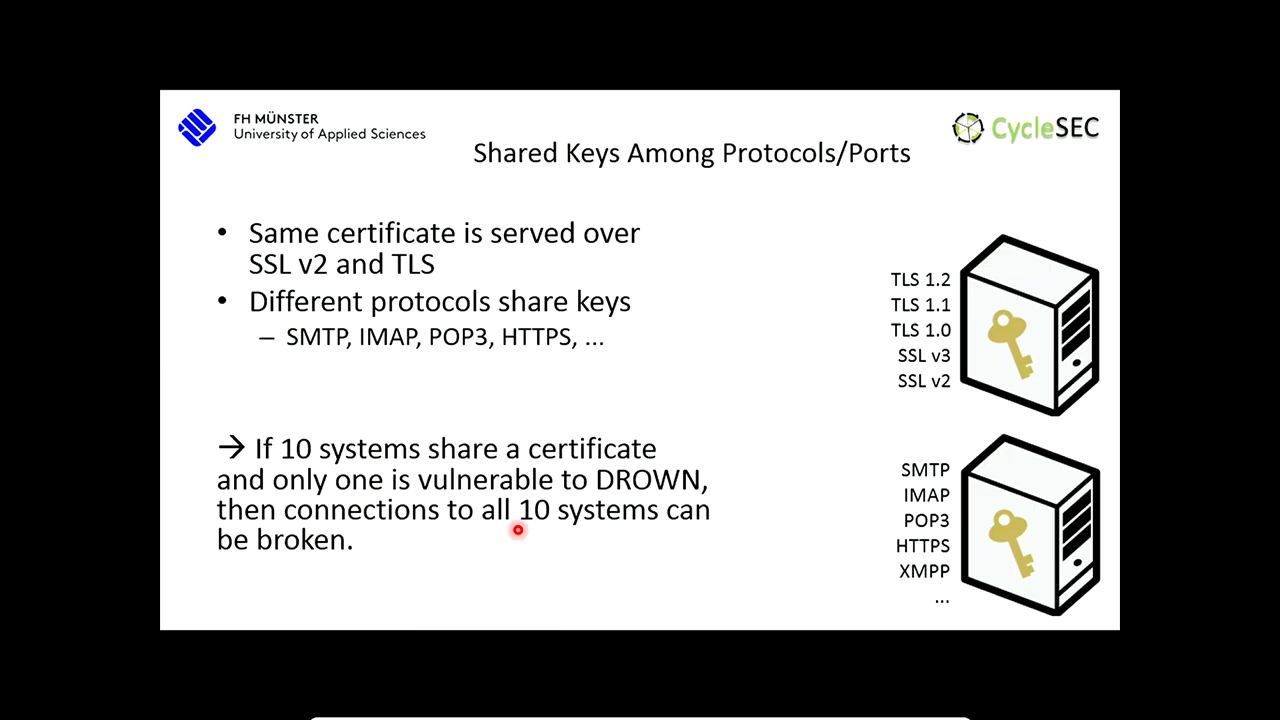 FH MÜNSTER
University of Applied Sciences
CycleSEC
Shared Keys Among Protocols/Ports
• Same certificate is served over
SSL v2 and TLS
• Different protocols share keys
– SMTP, IMAP, POP3, HTTPS, ...
→ If 10 systems share a certificate
and only one is vulnerable to DROWN,
then connections to all 10 systems can
be broken.
TLS 1.2
TLS 1.1
TLS 1.0
SSL v3
SSL v2
SMTP
IMAP
POP3
HTTPS
XMPP
...